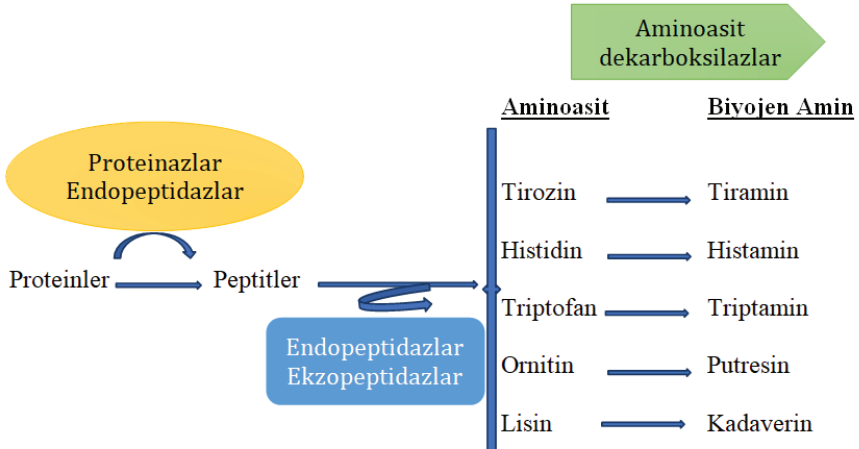 Aminoasit
dekarboksilazlar
Aminoasit Biyojen Amin
Proteinazlar
Endopeptidazlar
Tirozin Tiramin
Histidin Histamin
Proteinler Peptitler
Triptofan Triptamin
Endopeptidazlar
Ekzopeptidazlar
Ornitin Putresin
Lisin Kadaverin